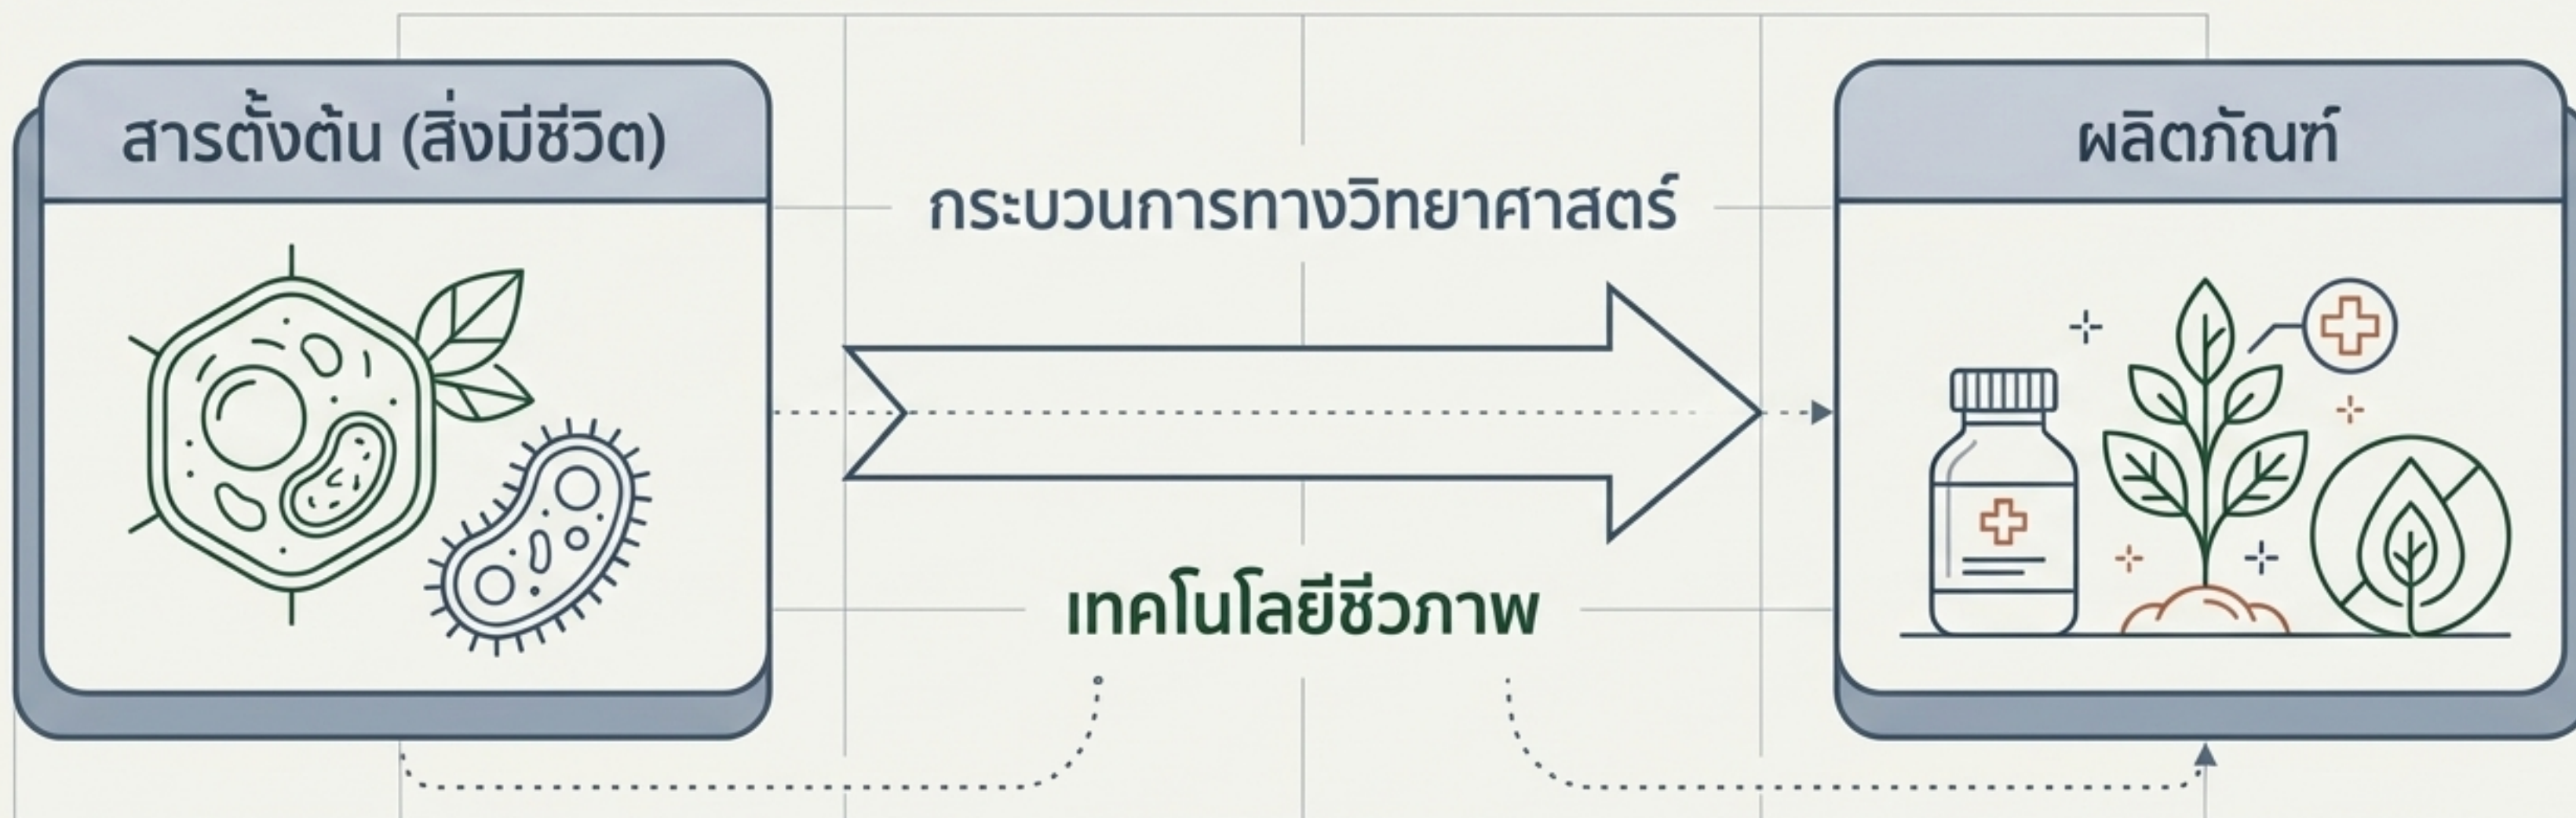 สารตั้งต้น (สิ่งมีชีวิต)
กระบวนการทางวิทยาศาสตร์
เทคโนโลยีชีวภาพ
ผลิตภัณฑ์